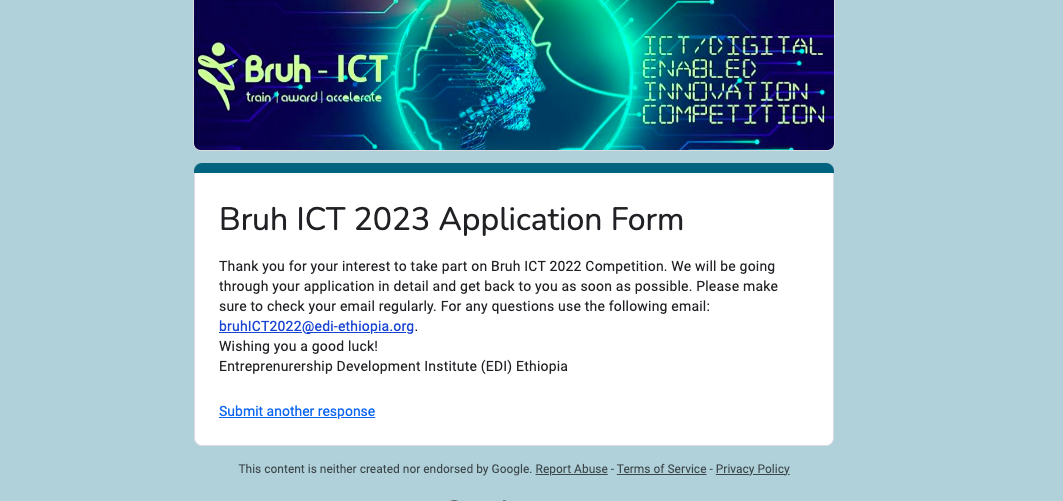 Bruh - ICT
train | award | accelerate
ICT/DIGITAL
ENABLED
INNOVATION
COMPETITION
Bruh ICT 2023 Application Form
Thank you for your interest to take part on Bruh ICT 2022 Competition. We will be going
through your application in detail and get back to you as soon as possible. Please make
sure to check your email regularly. For any questions use the following email:
bruhICT2022@edi-ethiopia.org.
Wishing you a good luck!
Entreprenurership Development Institute (EDI) Ethiopia
Submit another response
This content is neither created nor endorsed by Google. Report Abuse - Terms of Service - Privacy Policy